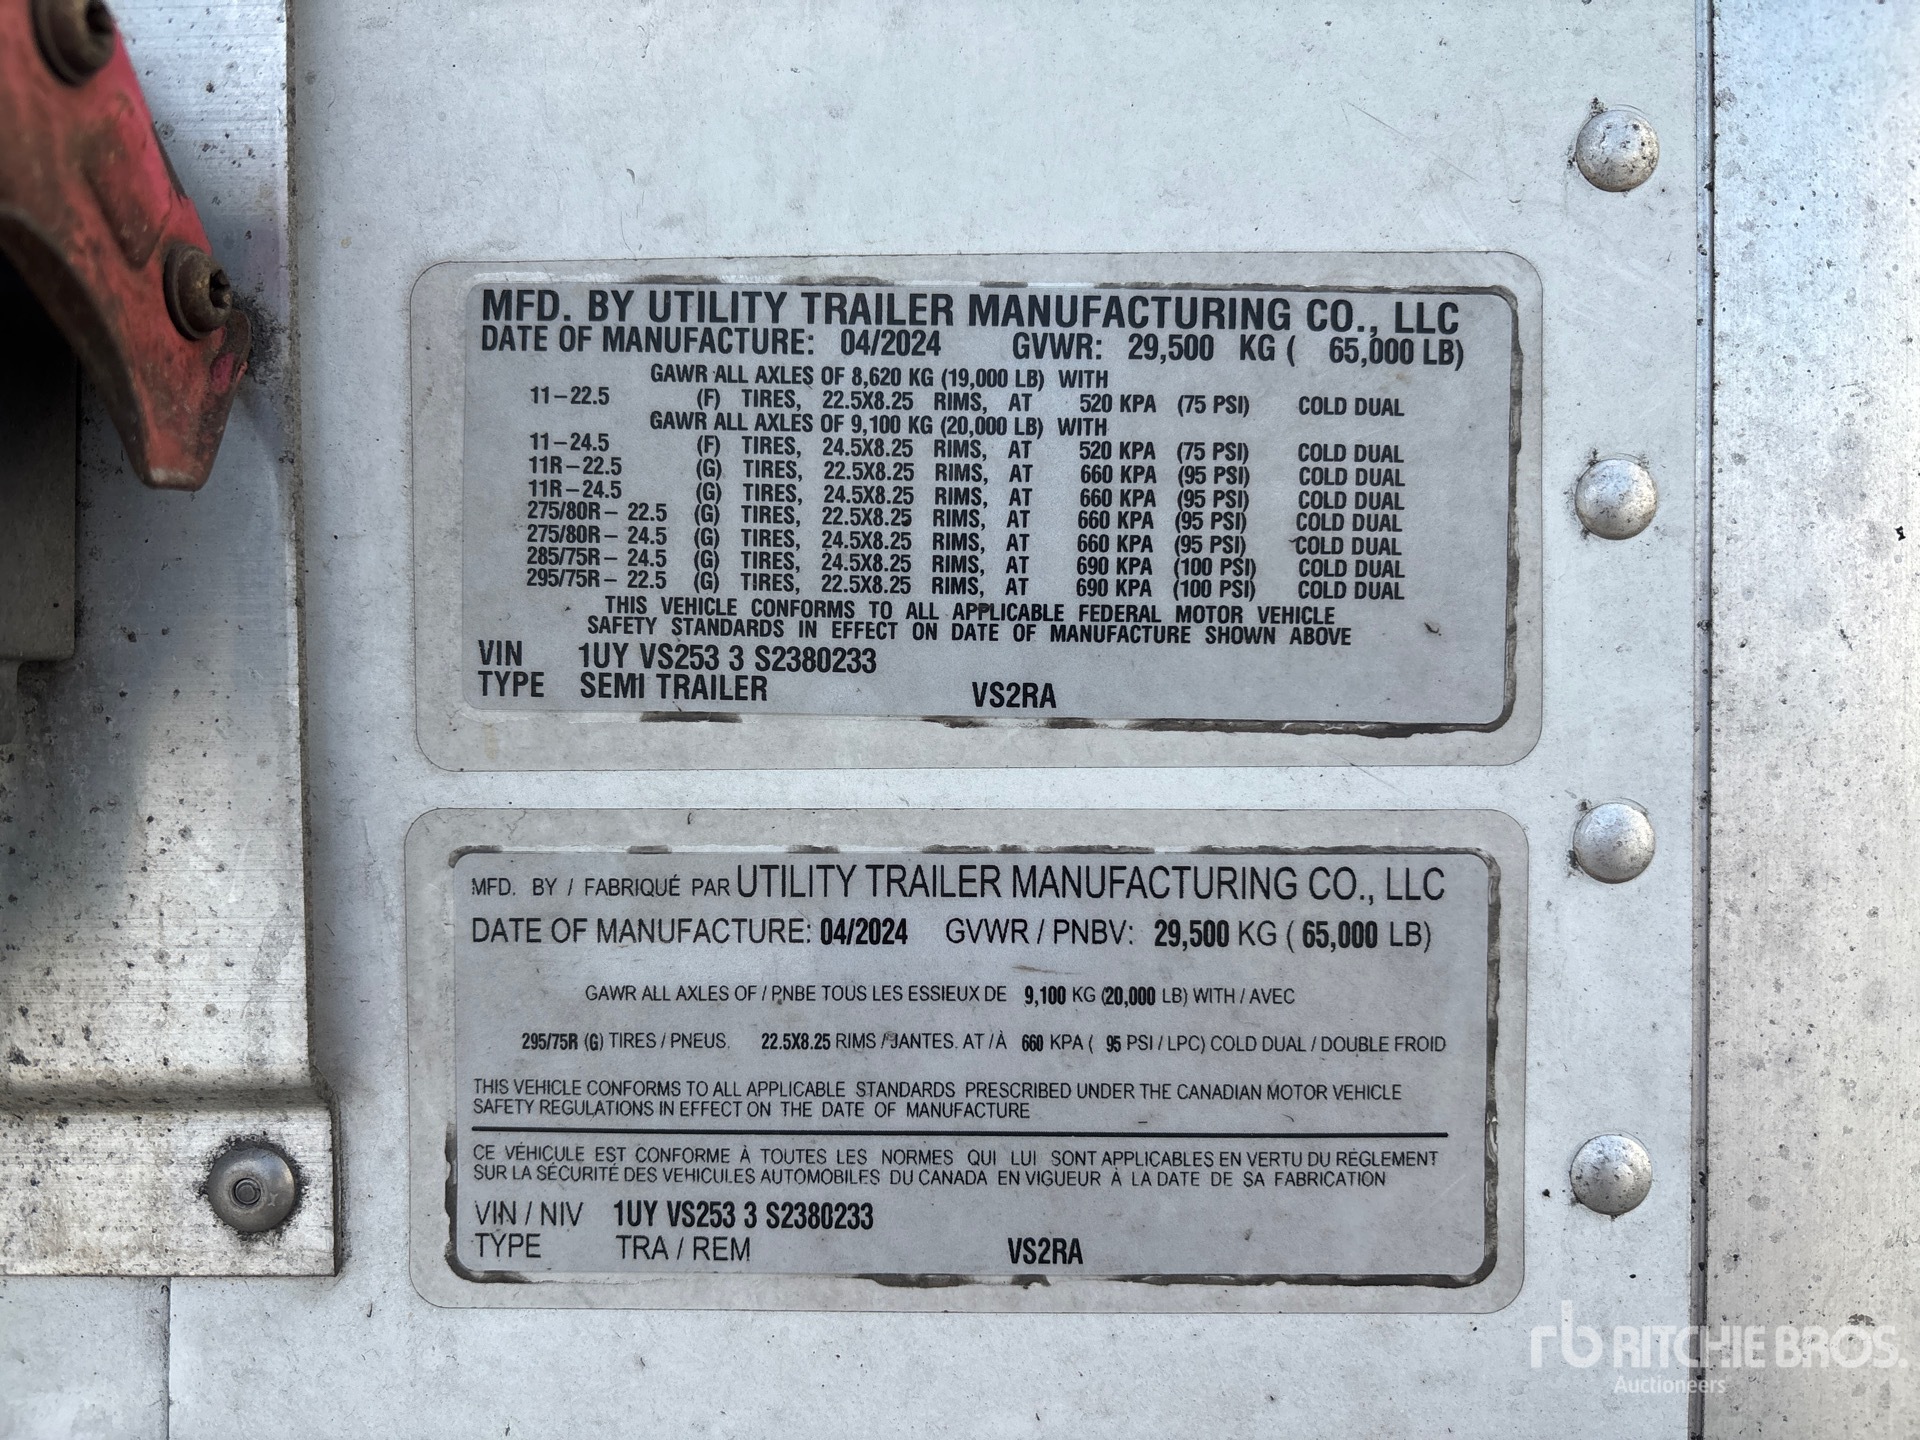 MFD. BY UTILITY TRAILER MANUFACTURING CO., LLC
DATE OF MANUFACTURE: 04/2024 GVWR: 29,500 KG ( 65,000 LB)
GAWR ALL AXLES OF 8,620 KG (19,000 LB) WITH
11-22.5 (F) TIRES, 22.5X8.25 RIMS, AT 520 KPA (75 PSI) COLD DUAL
GAWR ALL AXLES OF 9,100 KG (20,000 LB) WITH
11-24.5 (F) TIRES, 24.5X8.25 RIMS, AT 520 KPA (75 PSI) COLD DUAL
11R-22.5 (G) TIRES, 22.5X8.25 RIMS, AT 660 KPA (95 PSI) COLD DUAL
11R-24.5 (G) TIRES, 24.5X8.25 RIMS, AT 660 KPA (95 PSI) COLD DUAL
275/80R- 22.5 (G) TIRES, 22.5X8.25 RIMS, AT 660 KPA (95 PSI) COLD DUAL
275/80R- 24.5 (G) TIRES, 24.5X8.25 RIMS, AT 660 KPA (95 PSI) COLD DUAL
285/75R- 24.5 (G) TIRES, 24.5X8.25 RIMS, AT 690 KPA (100 PSI) COLD DUAL
295/75R- 22.5 (G) TIRES, 22.5X8.25 RIMS, AT 690 KPA (100 PSI) COLD DUAL
THIS VEHICLE CONFORMS TO ALL APPLICABLE FEDERAL MOTOR VEHICLE
SAFETY STANDARDS IN EFFECT ON DATE OF MANUFACTURE SHOWN ABOVE
VIN 1UY VS253 3 S2380233
TYPE SEMI TRAILER VS2RA
MFD. BY / FABRIQUÉ PAR UTILITY TRAILER MANUFACTURING CO., LLC
DATE OF MANUFACTURE: 04/2024 GVWR / PNBV: 29,500 KG ( 65,000 LB)
GAWR ALL AXLES OF / PNBE TOUS LES ESSIEUX DE 9,100 KG (20,000 LB) WITH / AVEC
295/75R (G) TIRES / PNEUS. 22.5X8.25 RIMS / JANTES. AT / À 660 KPA ( 95 PSI / LPC) COLD DUAL / DOUBLE FROID
THIS VEHICLE CONFORMS TO ALL APPLICABLE STANDARDS PRESCRIBED UNDER THE CANADIAN MOTOR VEHICLE
SAFETY REGULATIONS IN EFFECT ON THE DATE OF MANUFACTURE
CE VÉHICULE EST CONFORME À TOUTES LES NORMES QUI LUI SONT APPLICABLES EN VERTU DU RÈGLEMENT
SUR LA SÉCURITÉ DES VEHICULES AUTOMOBILES DU CANADA EN VIGUEUR À LA DATE DE SA FABRICATION
VIN / NIV 1UY VS253 3 S2380233
TYPE TRA / REM VS2RA
rb RITCHIE BROS.
Auctioneers